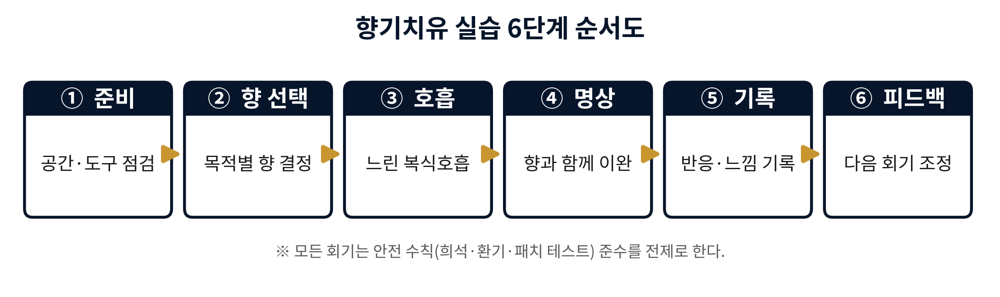 향기치유 실습 6단계 순서도
① 준비
공간·도구 점검
② 향 선택
목적별 향 결정
③ 호흡
느린 복식호흡
④ 명상
향과 함께 이완
⑤ 기록
반응·느낌 기록
⑥ 피드백
다음 회기 조정
※ 모든 회기는 안전 수칙(희석·환기·패치 테스트) 준수를 전제로 한다.